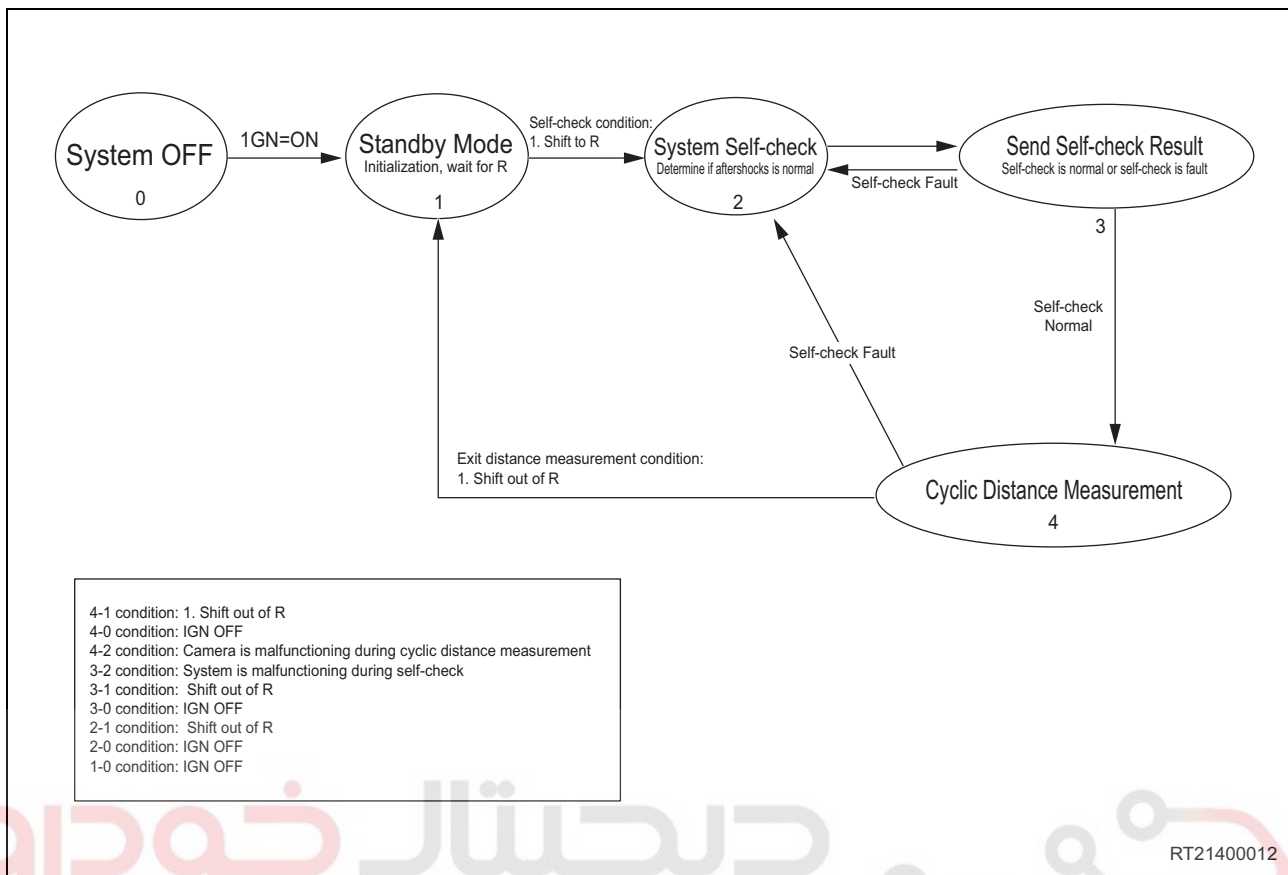 System OFF
0
1GN=ON
Standby Mode
Initialization, wait for R
1
Self-check condition:
1. Shift to R
System Self-check
Determine if aftershocks is normal
2
Self-check Fault
Send Self-check Result
Self-check is normal or self-check is fault
3
Self-check
Normal
Self-check Fault
Exit distance measurement condition:
1. Shift out of R
Cyclic Distance Measurement
4
4-1 condition: 1. Shift out of R
4-0 condition: IGN OFF
4-2 condition: Camera is malfunctioning during cyclic distance measurement
3-2 condition: System is malfunctioning during self-check
3-1 condition: Shift out of R
3-0 condition: IGN OFF
2-1 condition: Shift out of R
2-0 condition: IGN OFF
1-0 condition: IGN OFF
دیجیتال خودرو
RT21400012